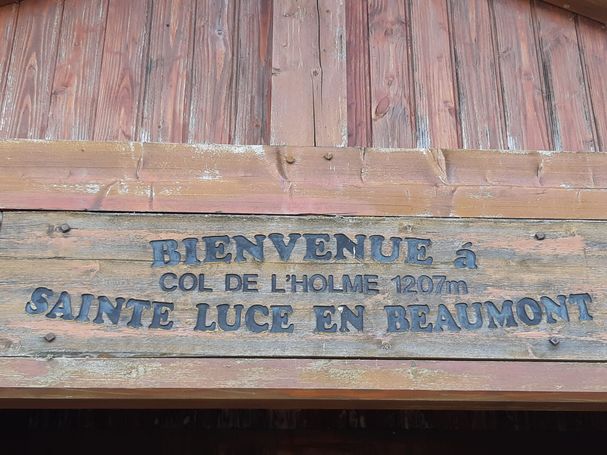 BIENVENUE á
COL DE L'HOLME 1207m
SAINTE LUCE EN BEAUMONT